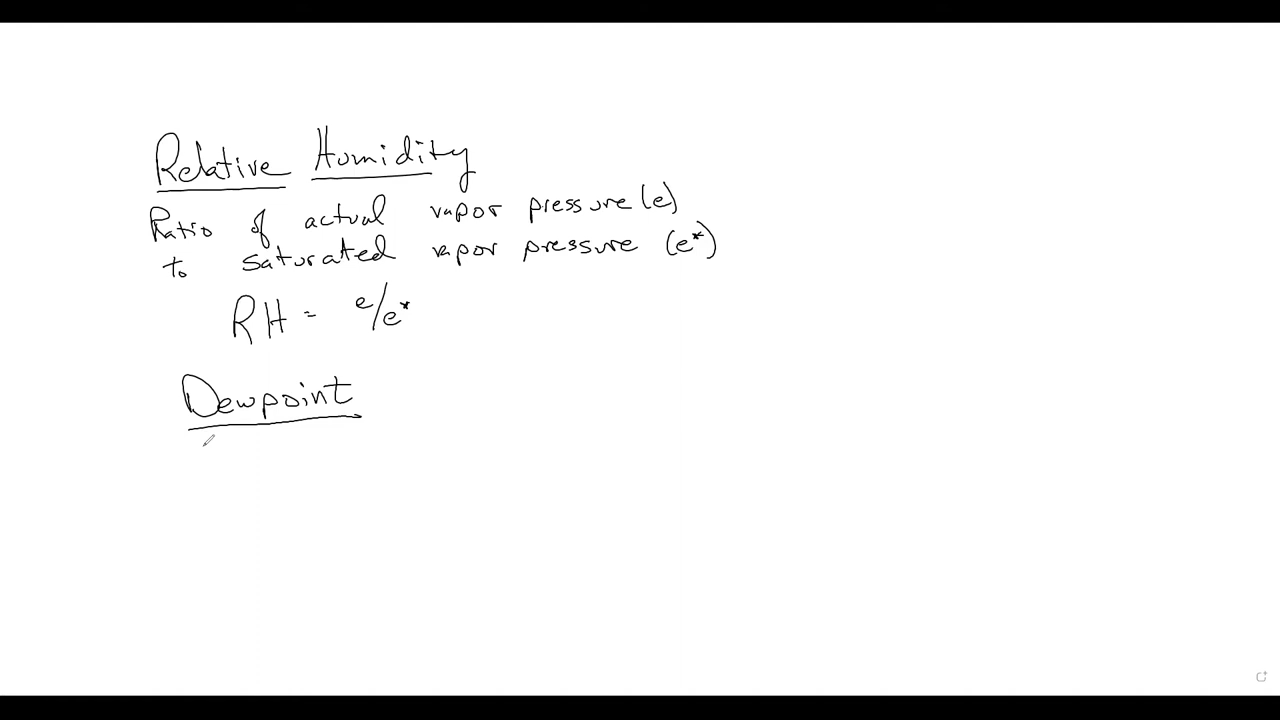 Relative Humidity
Ratio of actual vapor pressure (e)
to saturated vapor pressure (e*)
RH = e/e*
Dewpoint